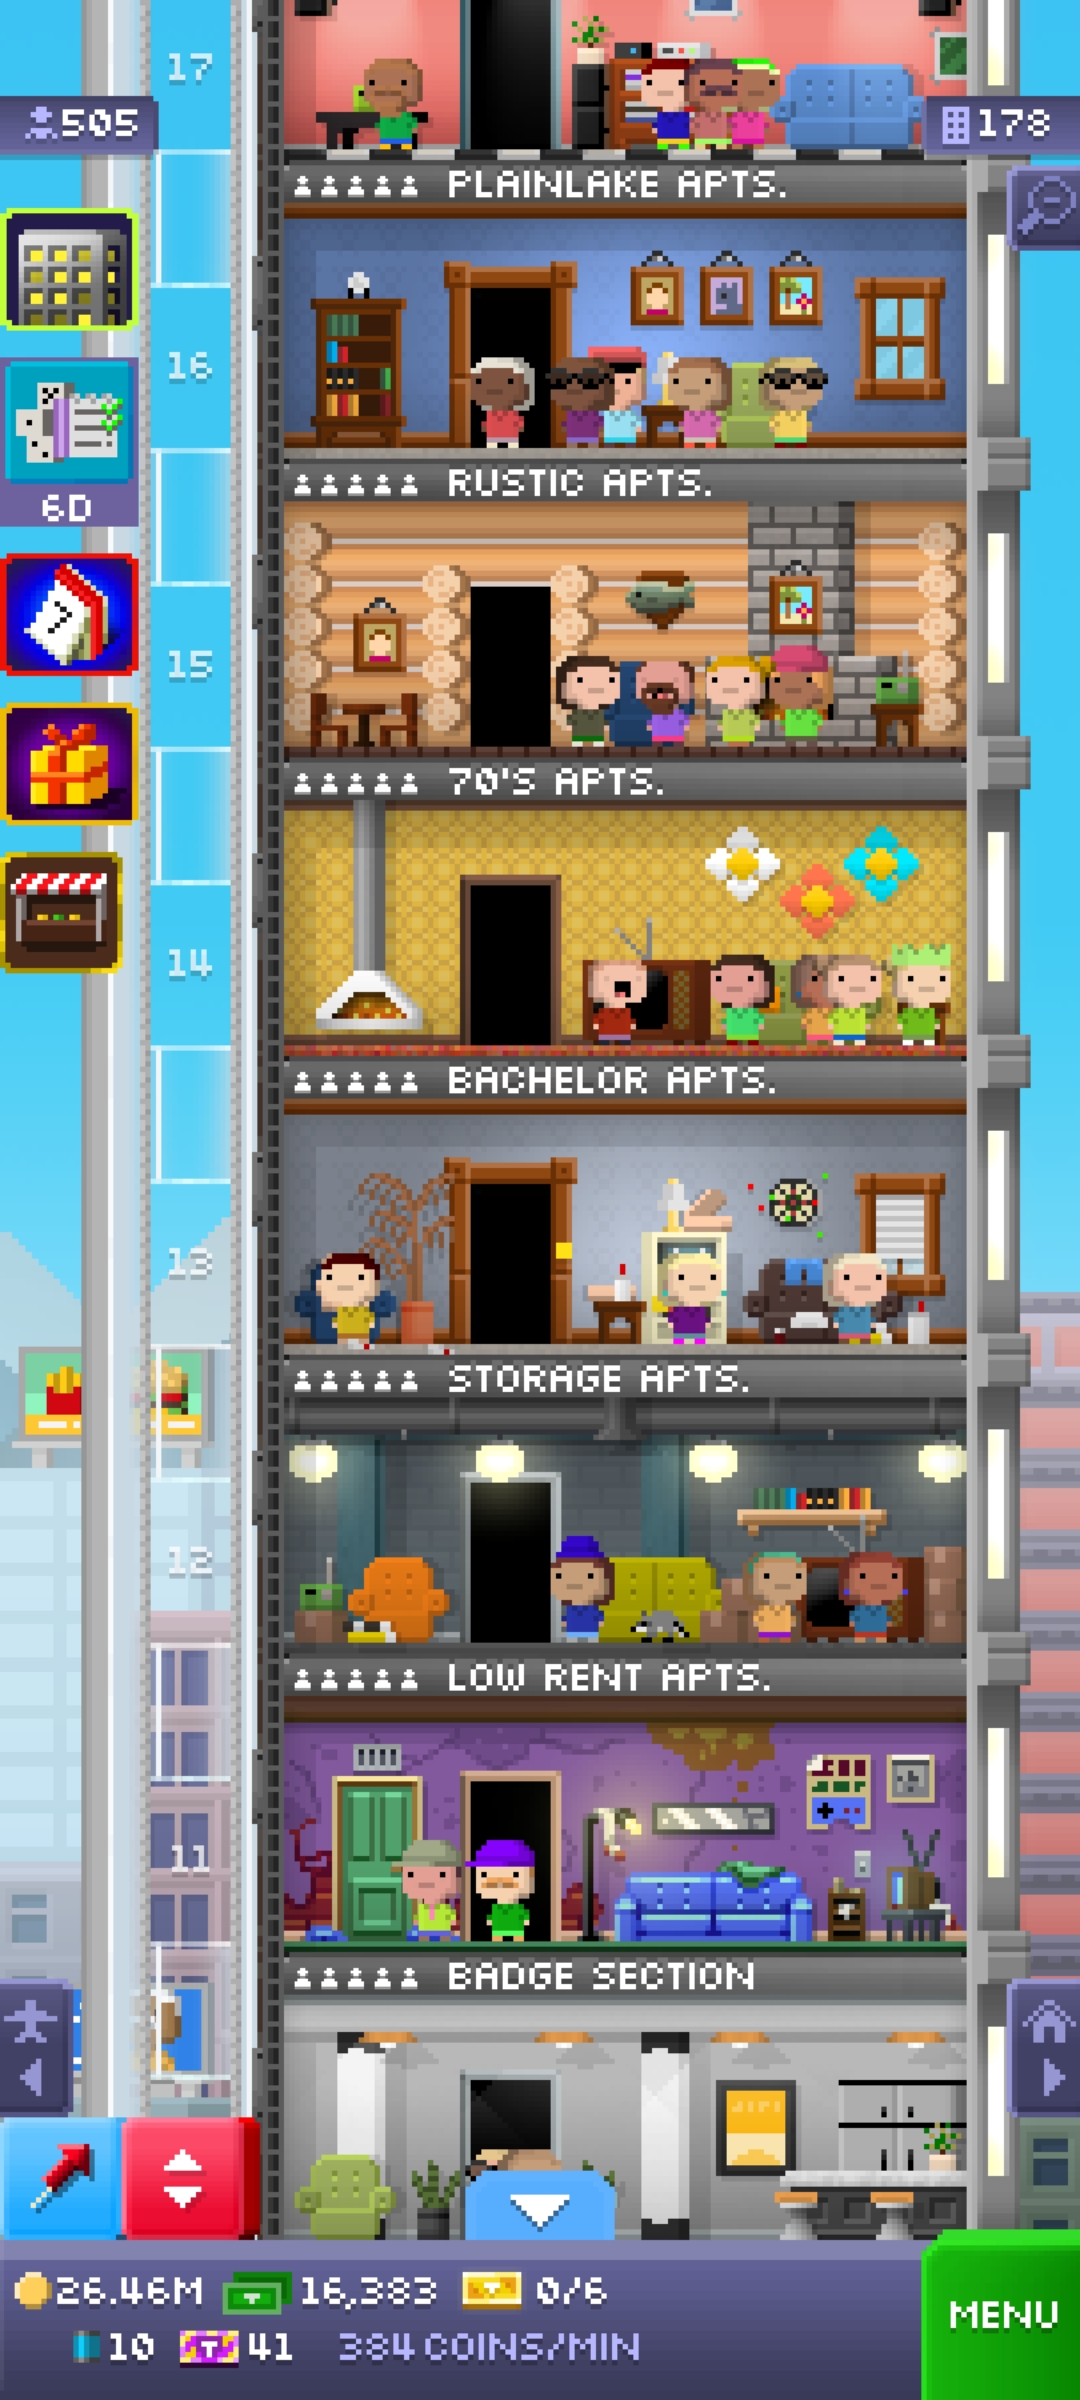 17
505
178
PLAINLAKE APTS.
16
RUSTIC APTS.
6D
7
15
70'S APTS.
14
BACHELOR APTS.
13
STORAGE APTS.
12
LOW RENT APTS.
11
BADGE SECTION
26.46M 16,383 0/6
MENU
10 T 41 384 COINS/MIN